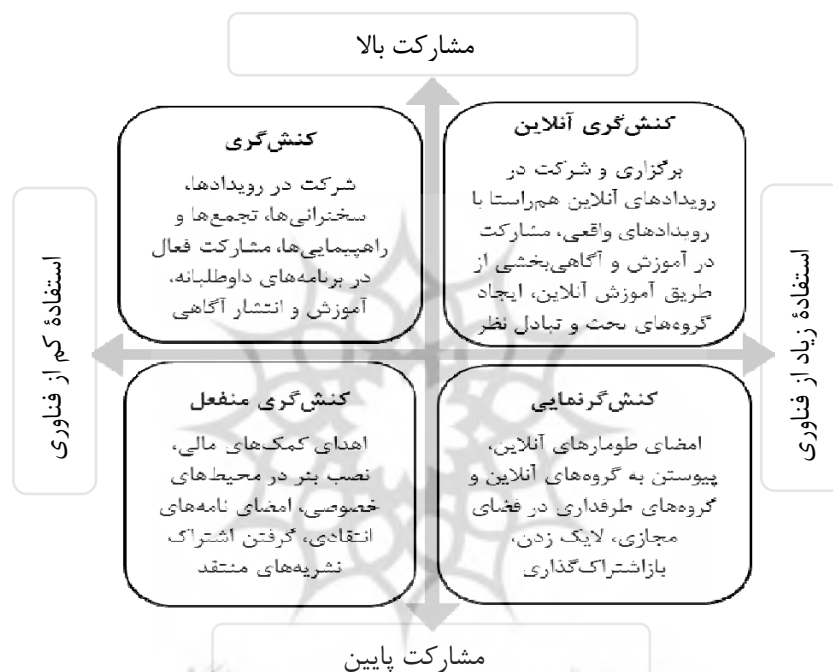 مشارکت بالا
کنش‌گری آنلاین
برگزاری و شرکت در
رویدادهای آنلاین هم‌راستا با
رویدادهای واقعی، مشارکت
در آموزش و آگاهی‌بخشی از
طریق آموزش آنلاین، ایجاد
گروه‌های بحث و تبادل نظر
کنش‌گری
شرکت در رویدادها،
سخنرانی‌ها، تجمع‌ها و
راهپیمایی‌ها، مشارکت فعال
در برنامه‌های داوطلبانه،
آموزش و انتشار آگاهی
استفادهٔ زیاد از فناوری
استفادهٔ کم از فناوری
کنش‌گرنمایی
امضای طومارهای آنلاین،
پیوستن به گروه‌های آنلاین و
گروه‌های طرفداری در فضای
مجازی، لایک زدن،
بازاشتراک‌گذاری
کنش‌گری منفعل
اهدای کمک‌های مالی،
نصب بنر در محیط‌های
خصوصی، امضای نامه‌های
انتقادی، گرفتن اشتراک
نشریه‌های منتقد
مشارکت پایین